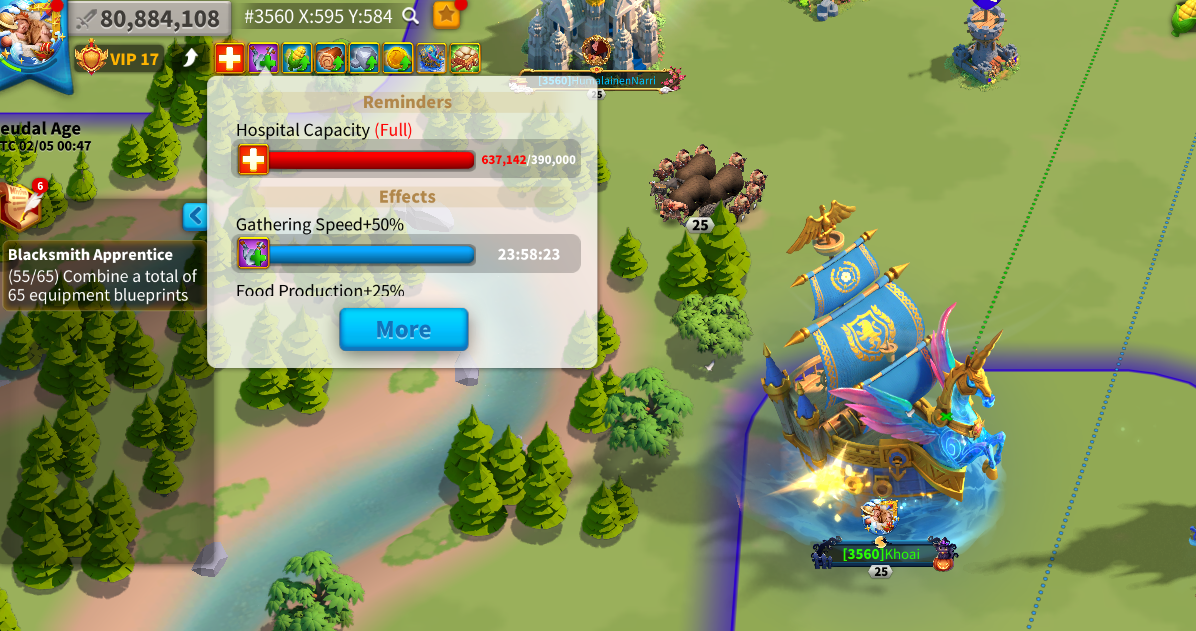 80,884,108
#3560 X:595 Y:584
VIP 17
[3560]HumalainenNarri
25
Reminders
Hospital Capacity (Full)
637,142/390,000
Effects
Gathering Speed+50%
23:58:23
Food Production+25%
More
eudal Age
TC 02/05 00:47
6
Blacksmith Apprentice
(55/65) Combine a total of
65 equipment blueprints
25
[3560]Khoai
25